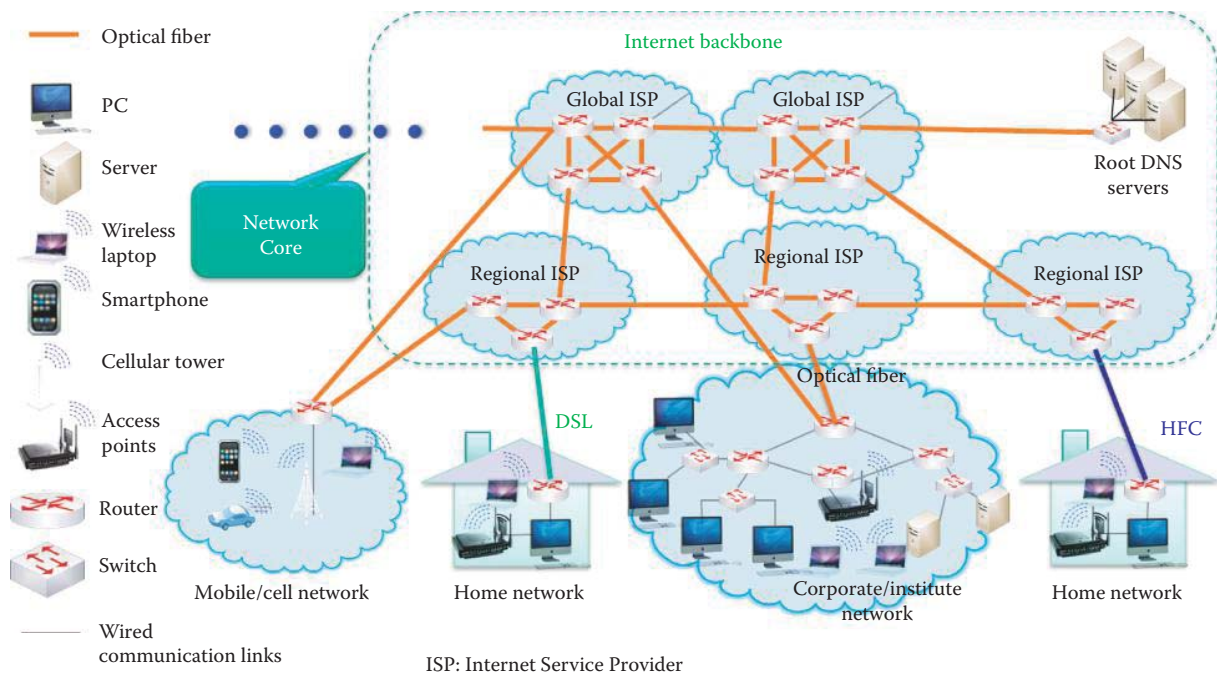 Optical fiber
PC
Server
Wireless
laptop
Smartphone
Cellular tower
Access
points
Router
Switch
Wired
communication links
Internet backbone
Global ISP
Global ISP
Root DNS
servers
Network
Core
Regional ISP
Regional ISP
Regional ISP
Optical fiber
DSL
HFC
Mobile/cell network
Home network
Corporate/institute
network
Home network
ISP: Internet Service Provider